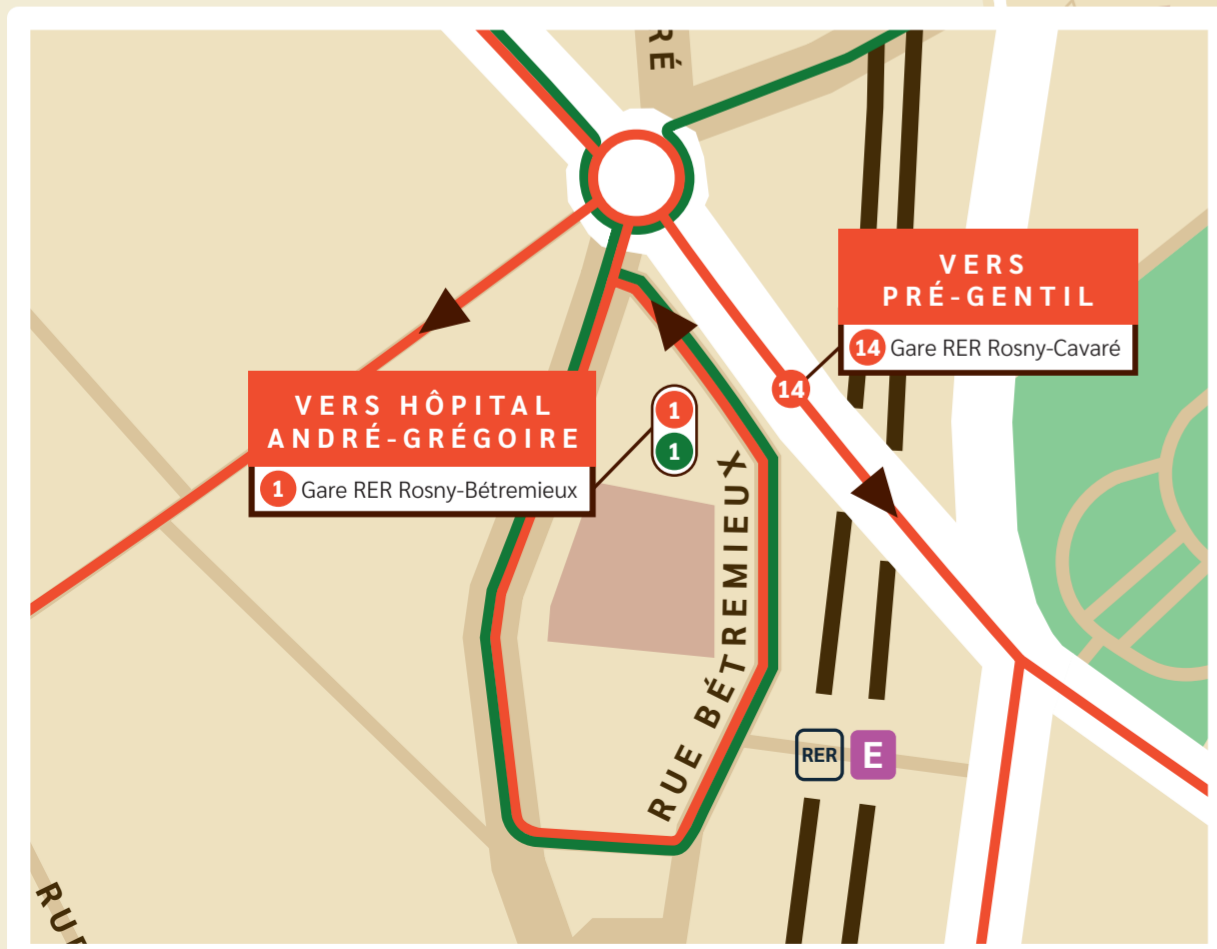 RÉ
VERS
PRÉ-GENTIL
14 Gare RER Rosny-Cavaré
14
VERS HÔPITAL
ANDRÉ-GRÉGOIRE
1 Gare RER Rosny-Bétremieux
1
1
RUE BÉTREMIEUX
RER E
RUE